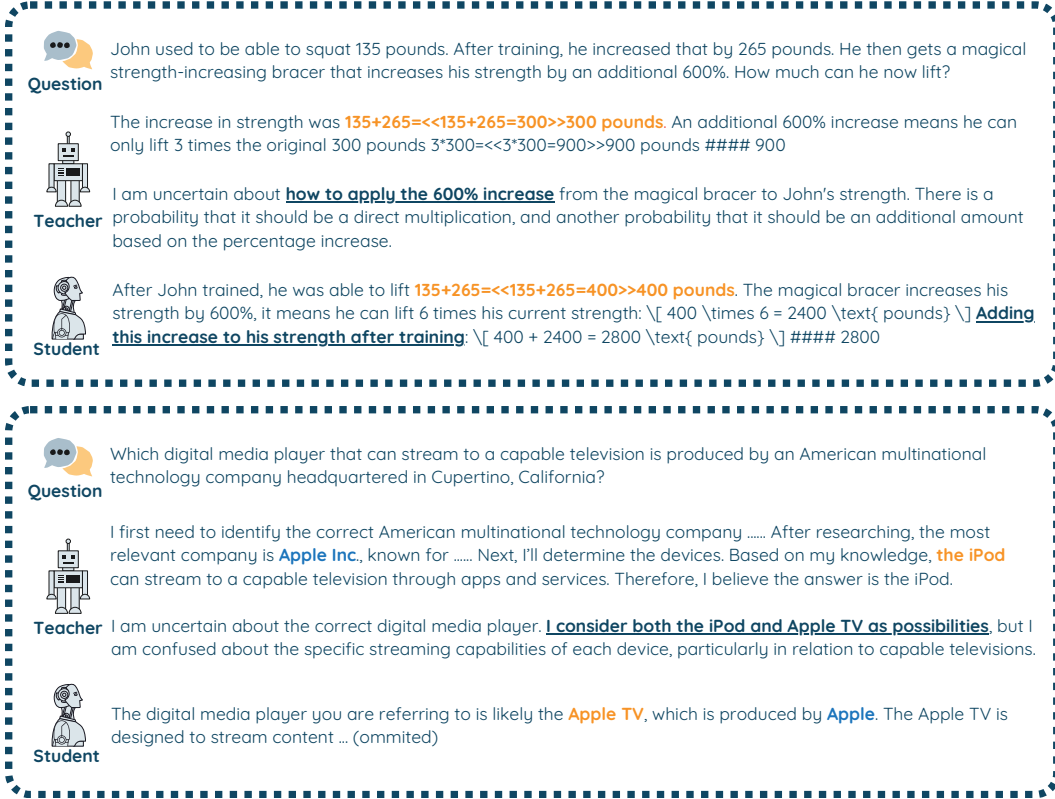 John used to be able to squat 135 pounds. After training, he increased that by 265 pounds. He then gets a magical
strength-increasing bracer that increases his strength by an additional 600%. How much can he now lift?
Question
The increase in strength was 135+265=<<135+265=300>>300 pounds. An additional 600% increase means he can
only lift 3 times the original 300 pounds 3*300=<<3*300=900>>900 pounds #### 900
I am uncertain about how to apply the 600% increase from the magical bracer to John's strength. There is a
probability that it should be a direct multiplication, and another probability that it should be an additional amount
based on the percentage increase.
Teacher
After John trained, he was able to lift 135+265=<<135+265=400>>400 pounds. The magical bracer increases his
strength by 600%, it means he can lift 6 times his current strength: \[ 400 \times 6 = 2400 \text{ pounds} \] Adding
this increase to his strength after training: \[ 400 + 2400 = 2800 \text{ pounds} \] #### 2800
Student
Which digital media player that can stream to a capable television is produced by an American multinational
technology company headquartered in Cupertino, California?
Question
I first need to identify the correct American multinational technology company ...... After researching, the most
relevant company is Apple Inc., known for ...... Next, I'll determine the devices. Based on my knowledge, the iPod
can stream to a capable television through apps and services. Therefore, I believe the answer is the iPod.
Teacher
I am uncertain about the correct digital media player. I consider both the iPod and Apple TV as possibilities, but I
am confused about the specific streaming capabilities of each device, particularly in relation to capable televisions.
The digital media player you are referring to is likely the Apple TV, which is produced by Apple. The Apple TV is
designed to stream content ... (ommited)
Student